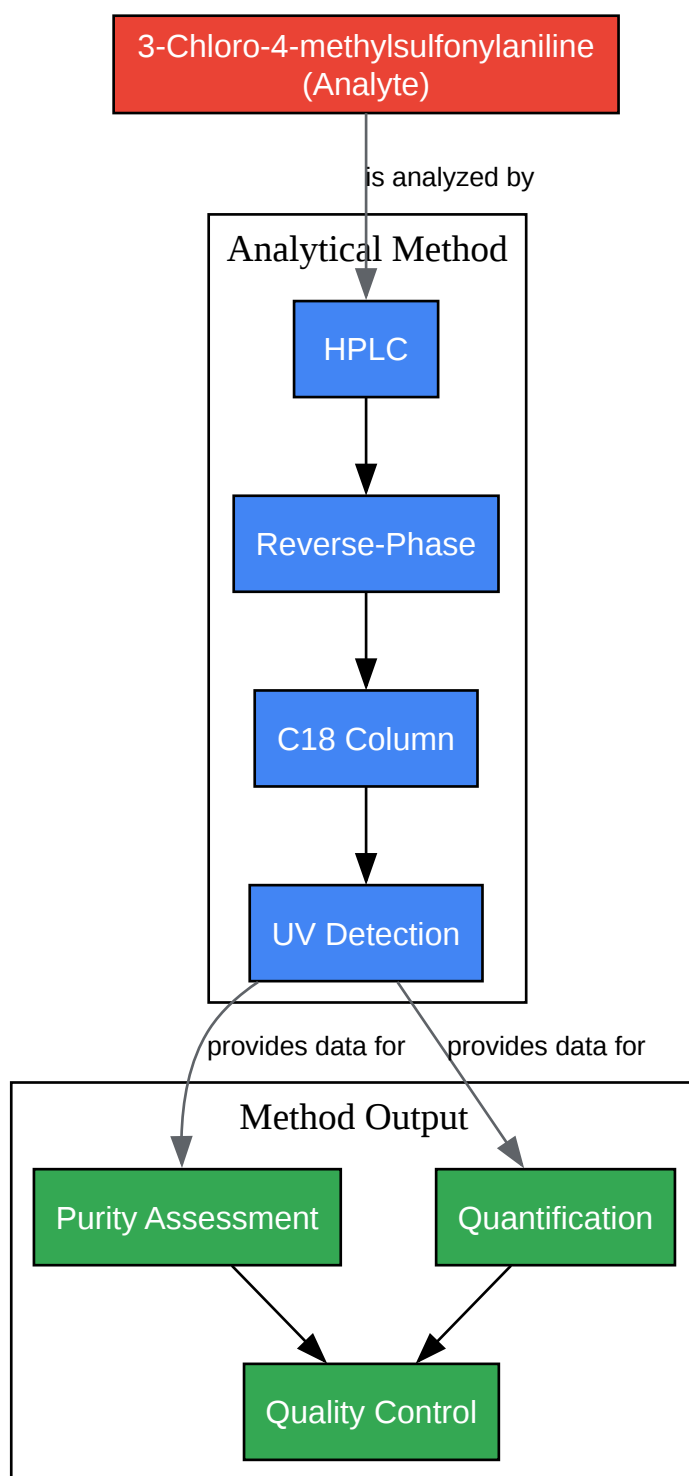 3-Chloro-4-methylsulfonylaniline
(Analyte)
is analyzed by
Analytical Method
HPLC
Reverse-Phase
C18 Column
UV Detection
provides data for
provides data for
Method Output
Purity Assessment
Quantification
Quality Control